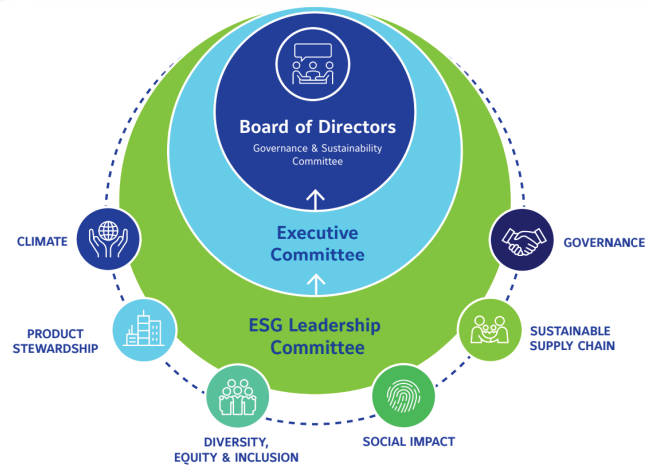 Board of Directors
Governance & Sustainability
Committee
Executive
Committee
ESG Leadership
Committee
CLIMATE
GOVERNANCE
PRODUCT
STEWARDSHIP
SUSTAINABLE
SUPPLY CHAIN
DIVERSITY,
EQUITY & INCLUSION
SOCIAL IMPACT